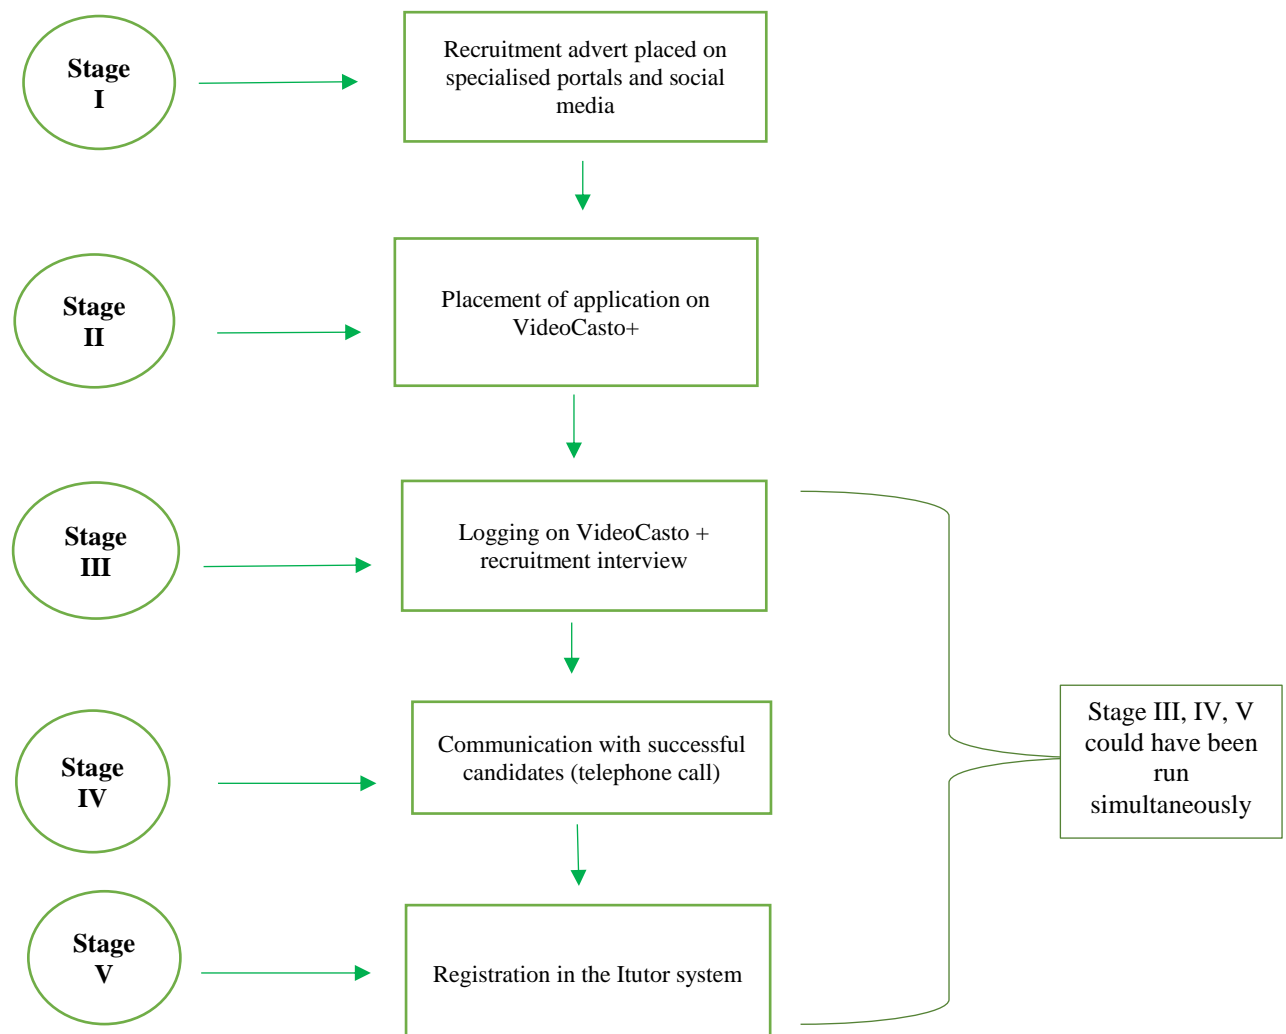 Stage
I
Recruitment advert placed on
specialised portals and social
media
Stage
II
Placement of application on
VideoCasto+
Stage
III
Logging on VideoCasto +
recruitment interview
Stage
IV
Communication with successful
candidates (telephone call)
Stage III, IV, V
could have been
run
simultaneously
Stage
V
Registration in the Itutor system